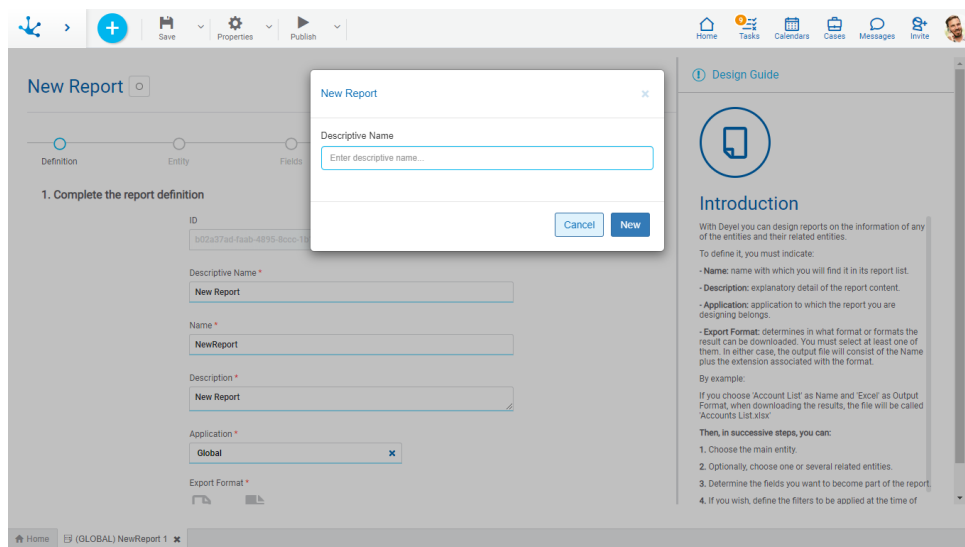 Save
Properties
Publish
Home
9
Tasks
Calendars
Cases
Messages
Invite
New Report
Definition
Entity
Fields
1. Complete the report definition
ID
Descriptive Name *
New Report
Name *
NewReport
Description *
New Report
Application *
Global
Export Format *
New Report
Descriptive Name
Enter descriptive name...
Cancel
New
Design Guide
Introduction
With Deyel you can design reports on the information of any
of the entities and their related entities.
To define it, you must indicate:
- Name: name with which you will find it in its report list.
- Description: explanatory detail of the report content.
- Application: application to which the report you are
designing belongs.
- Export Format: determines in what format or formats the
result can be downloaded. You must select at least one of
them. In either case, the output file will consist of the Name
plus the extension associated with the format.
By example:
If you choose 'Account List' as Name and 'Excel' as Output
Format, when downloading the results, the file will be called
'Accounts List.xlsx'
Then, in successive steps, you can:
1. Choose the main entity.
2. Optionally, choose one or several related entities.
3. Determine the fields you want to become part of the report.
4. If you wish, define the filters to be applied at the time of
Home
(GLOBAL) NewReport 1